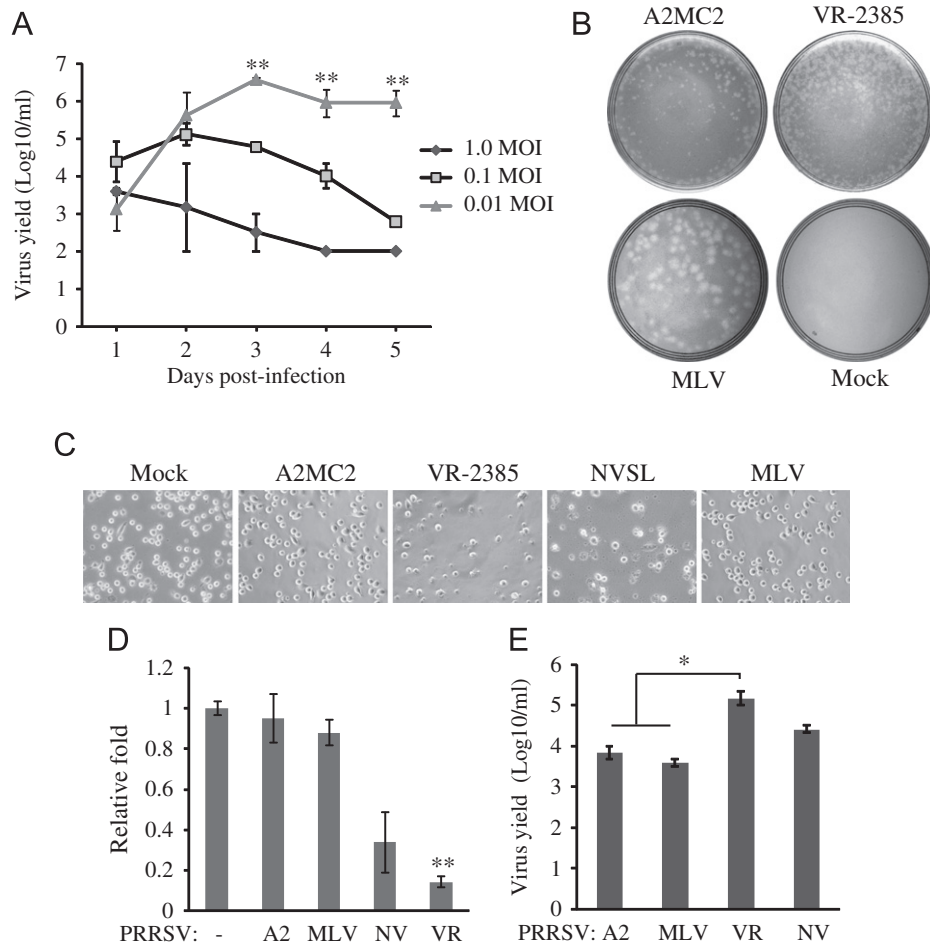 A
7
6
5
4
3
2
1
0
Virus yield (Log10/ml)
** ** **
1 2 3 4 5
Days post-infection
1.0 MOI
0.1 MOI
0.01 MOI
B
A2MC2 VR-2385
MLV Mock
C
Mock A2MC2 VR-2385 NVSL MLV
D
1.2
1
0.8
0.6
0.4
0.2
0
Relative fold
**
PRRSV: - A2 MLV NV VR
E
6
5
4
3
2
1
0
Virus yield (Log10/ml)
*
PRRSV: A2 MLV VR NV